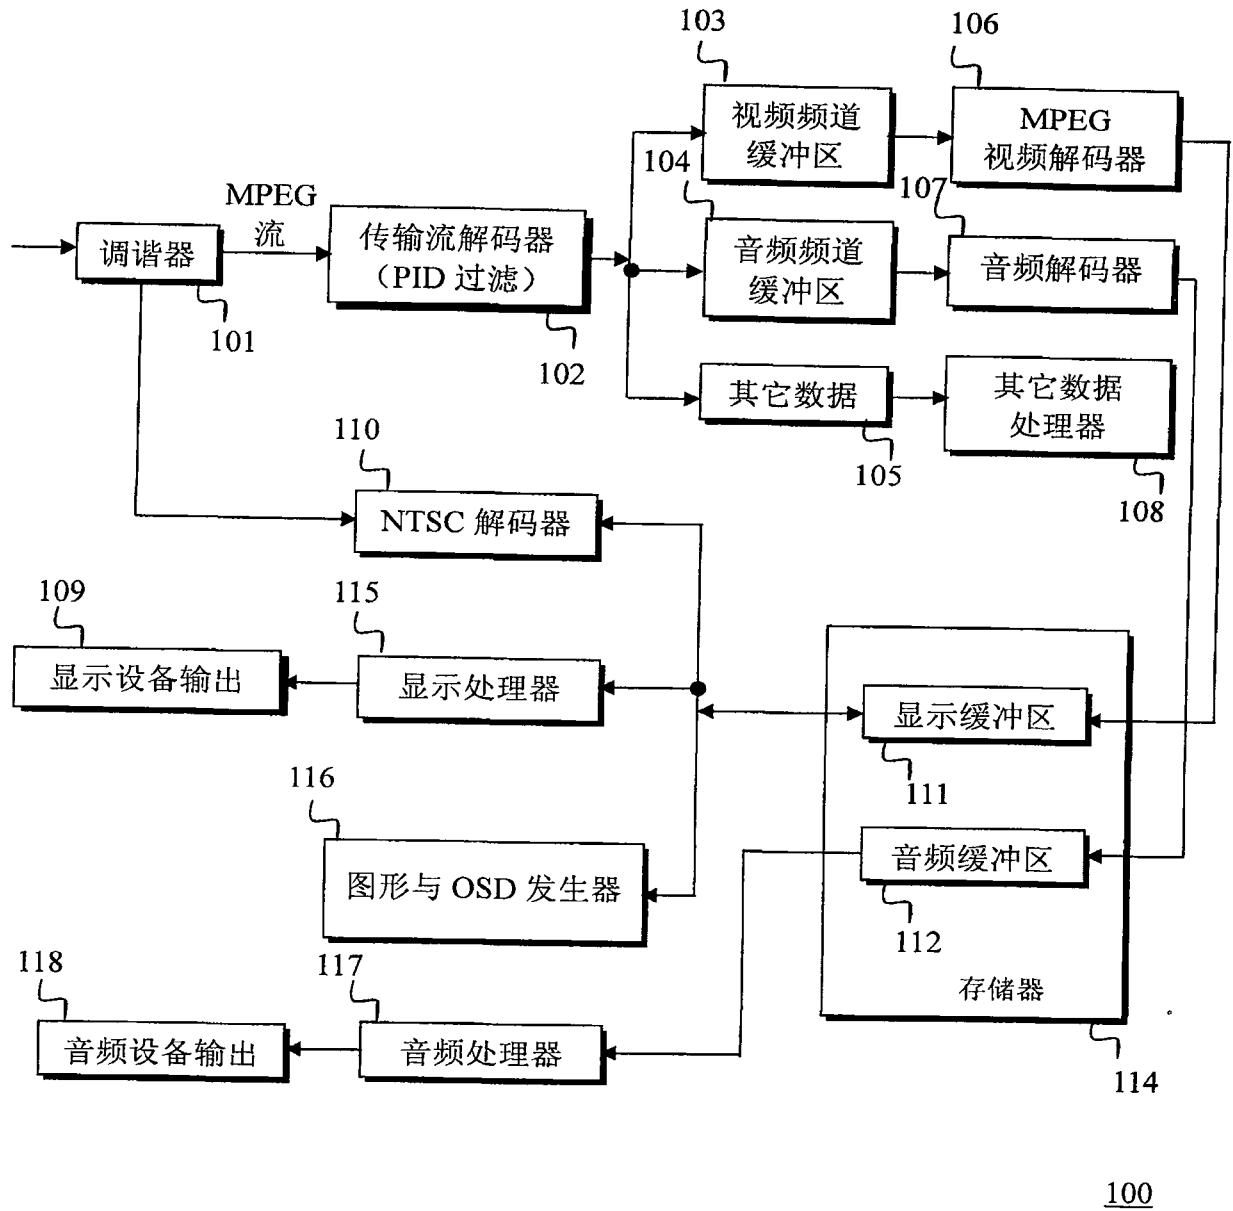 103
106
视频频道
缓冲区
MPEG
视频解码器
104
107
MPEG
流
调谐器
传输流解码器
（PID 过滤）
音频频道
缓冲区
音频解码器
101
102
其它数据
其它数据
处理器
105
108
110
NTSC 解码器
109
115
显示设备输出
显示处理器
显示缓冲区
111
116
图形与 OSD 发生器
音频缓冲区
112
存储器
118
117
音频设备输出
音频处理器
114
100